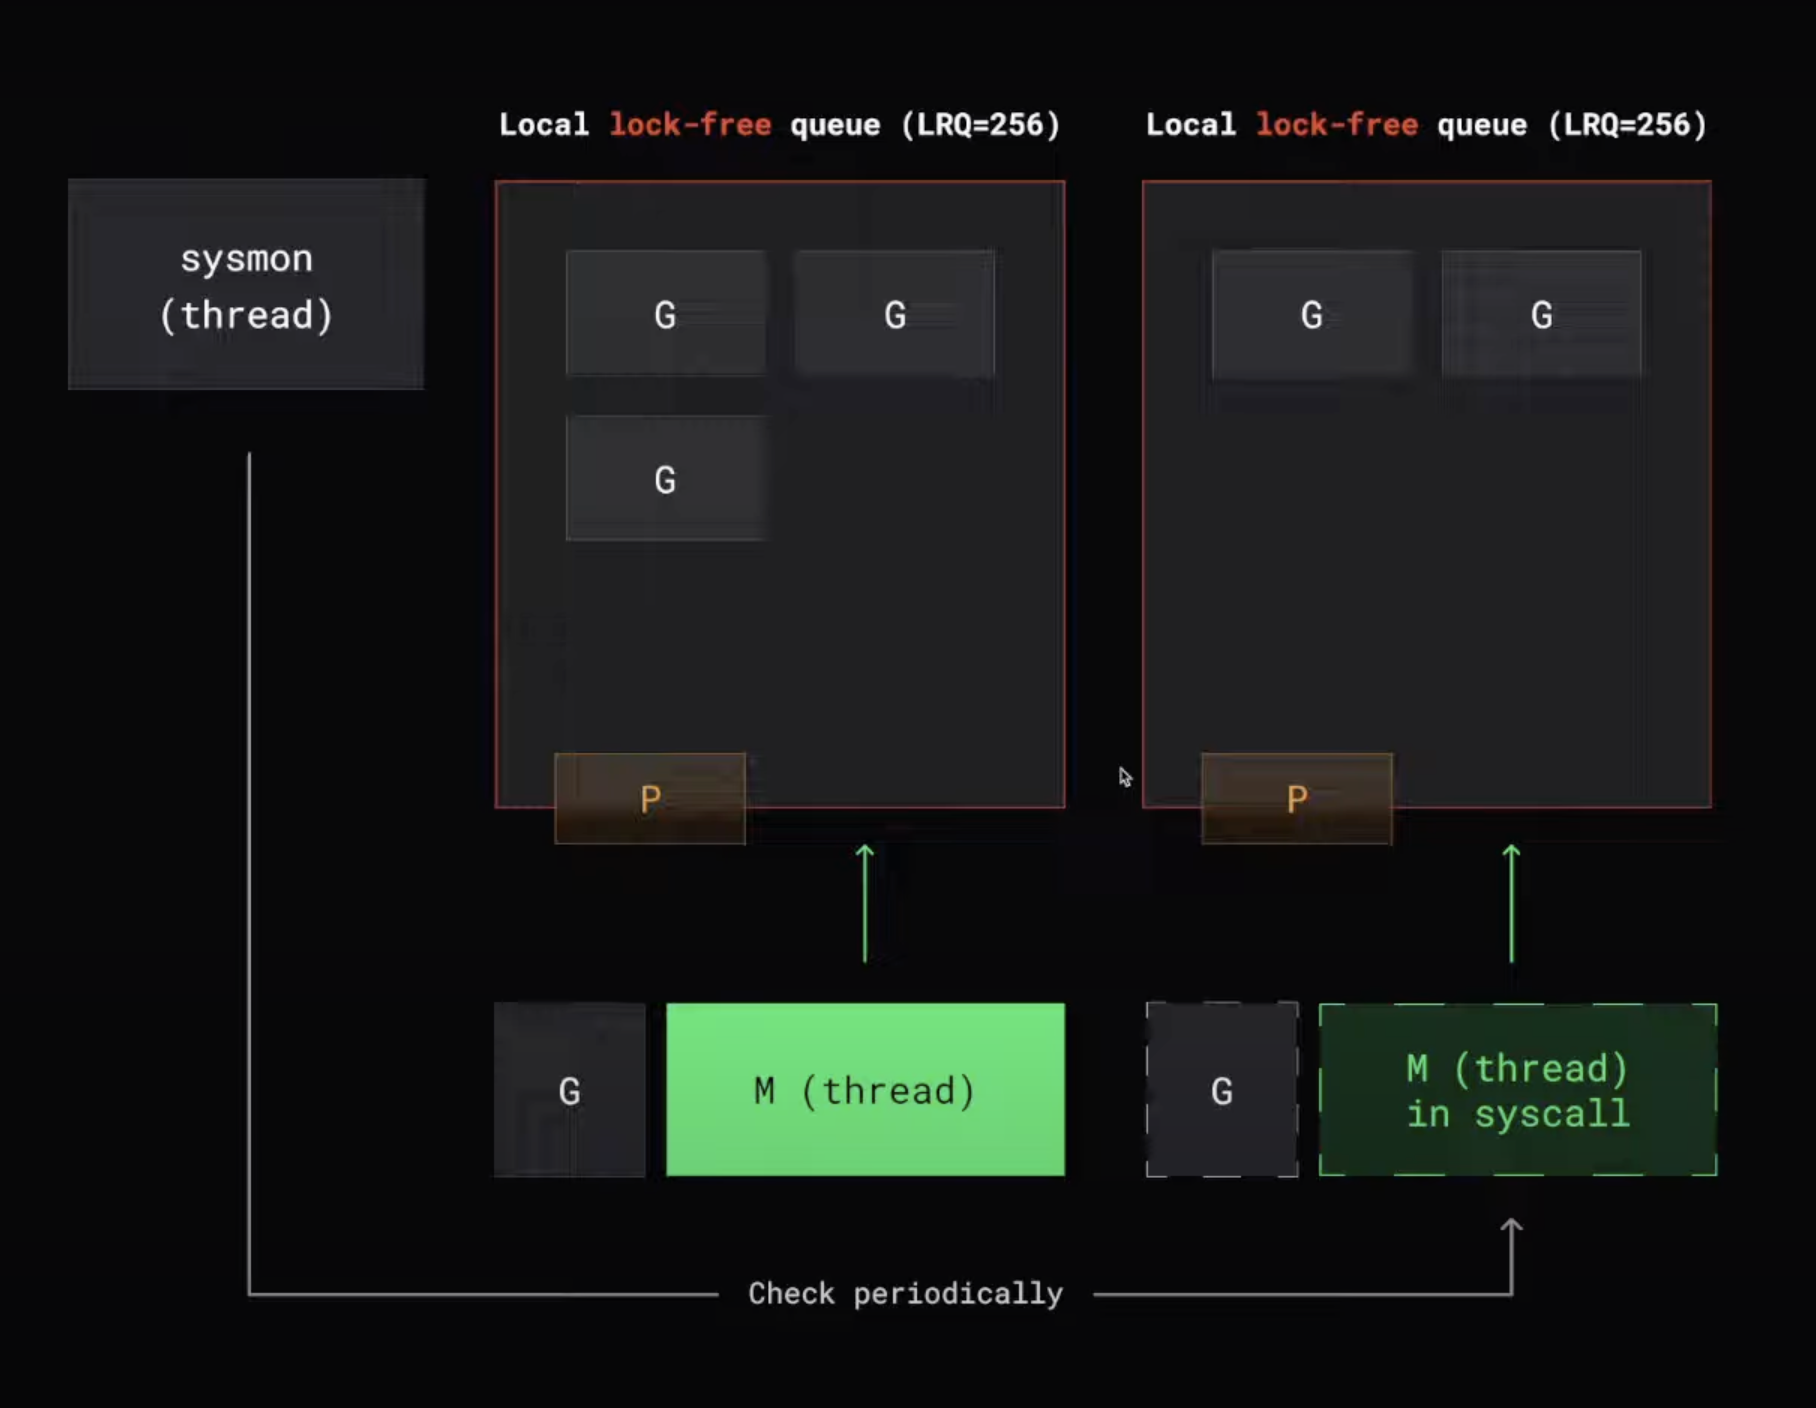 Local lock-free queue (LRQ=256)
Local lock-free queue (LRQ=256)
sysmon
(thread)
G
G
G
G
G
P
P
G
M (thread)
G
M (thread)
in syscall
Check periodically